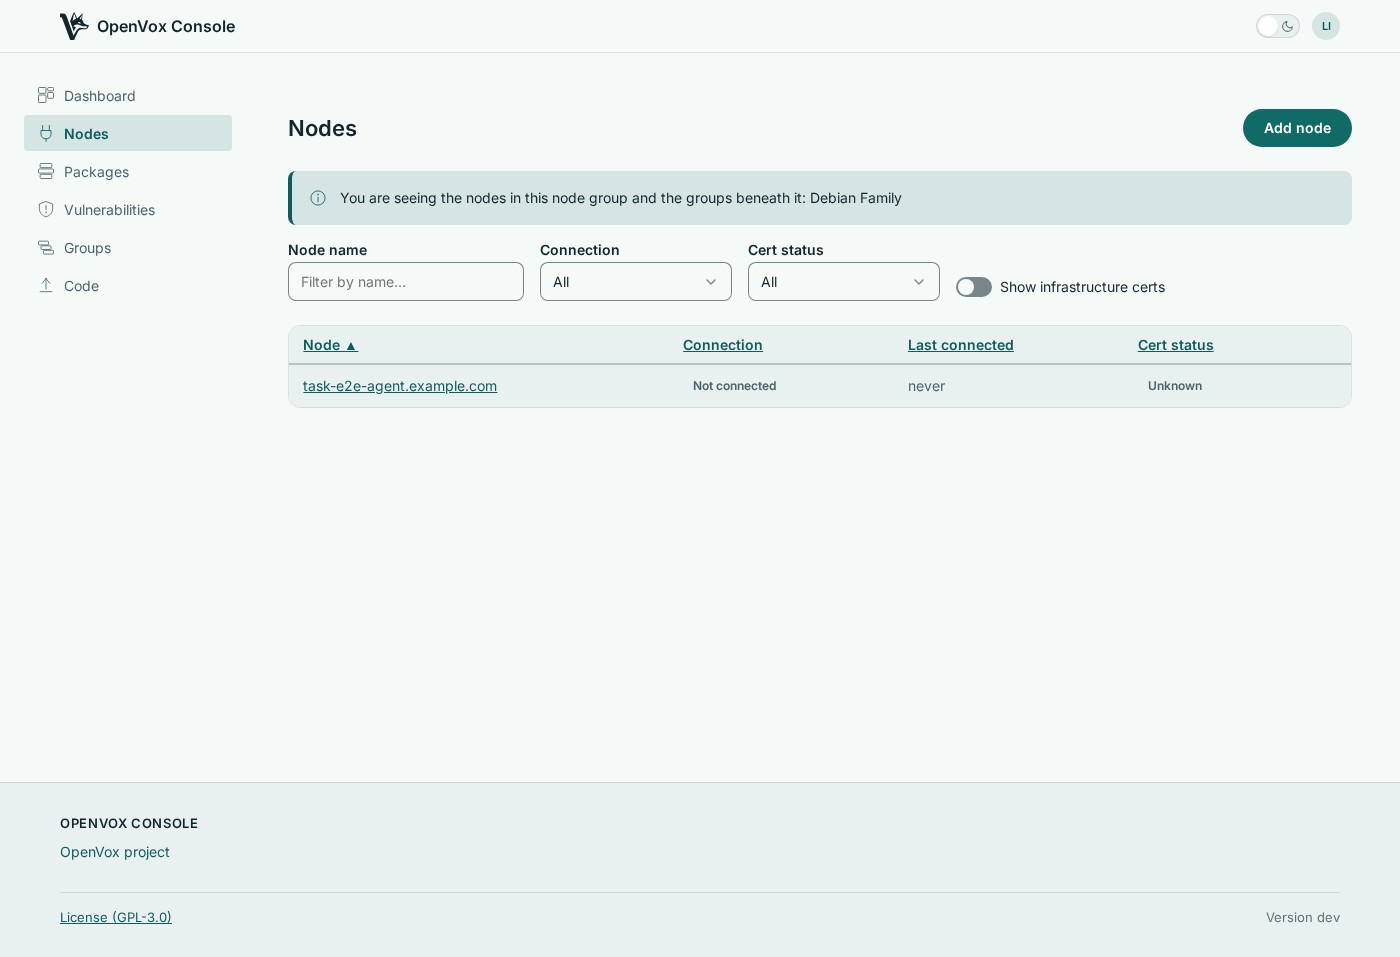 OpenVox Console
LI
Dashboard
Nodes
Packages
Vulnerabilities
Groups
Code
Nodes
Add node
You are seeing the nodes in this node group and the groups beneath it: Debian Family
Node name
Connection
Cert status
Filter by name...
All
All
Show infrastructure certs
Node ▲
Connection
Last connected
Cert status
task-e2e-agent.example.com
Not connected
never
Unknown
OPENVOX CONSOLE
OpenVox project
License (GPL-3.0)
Version dev